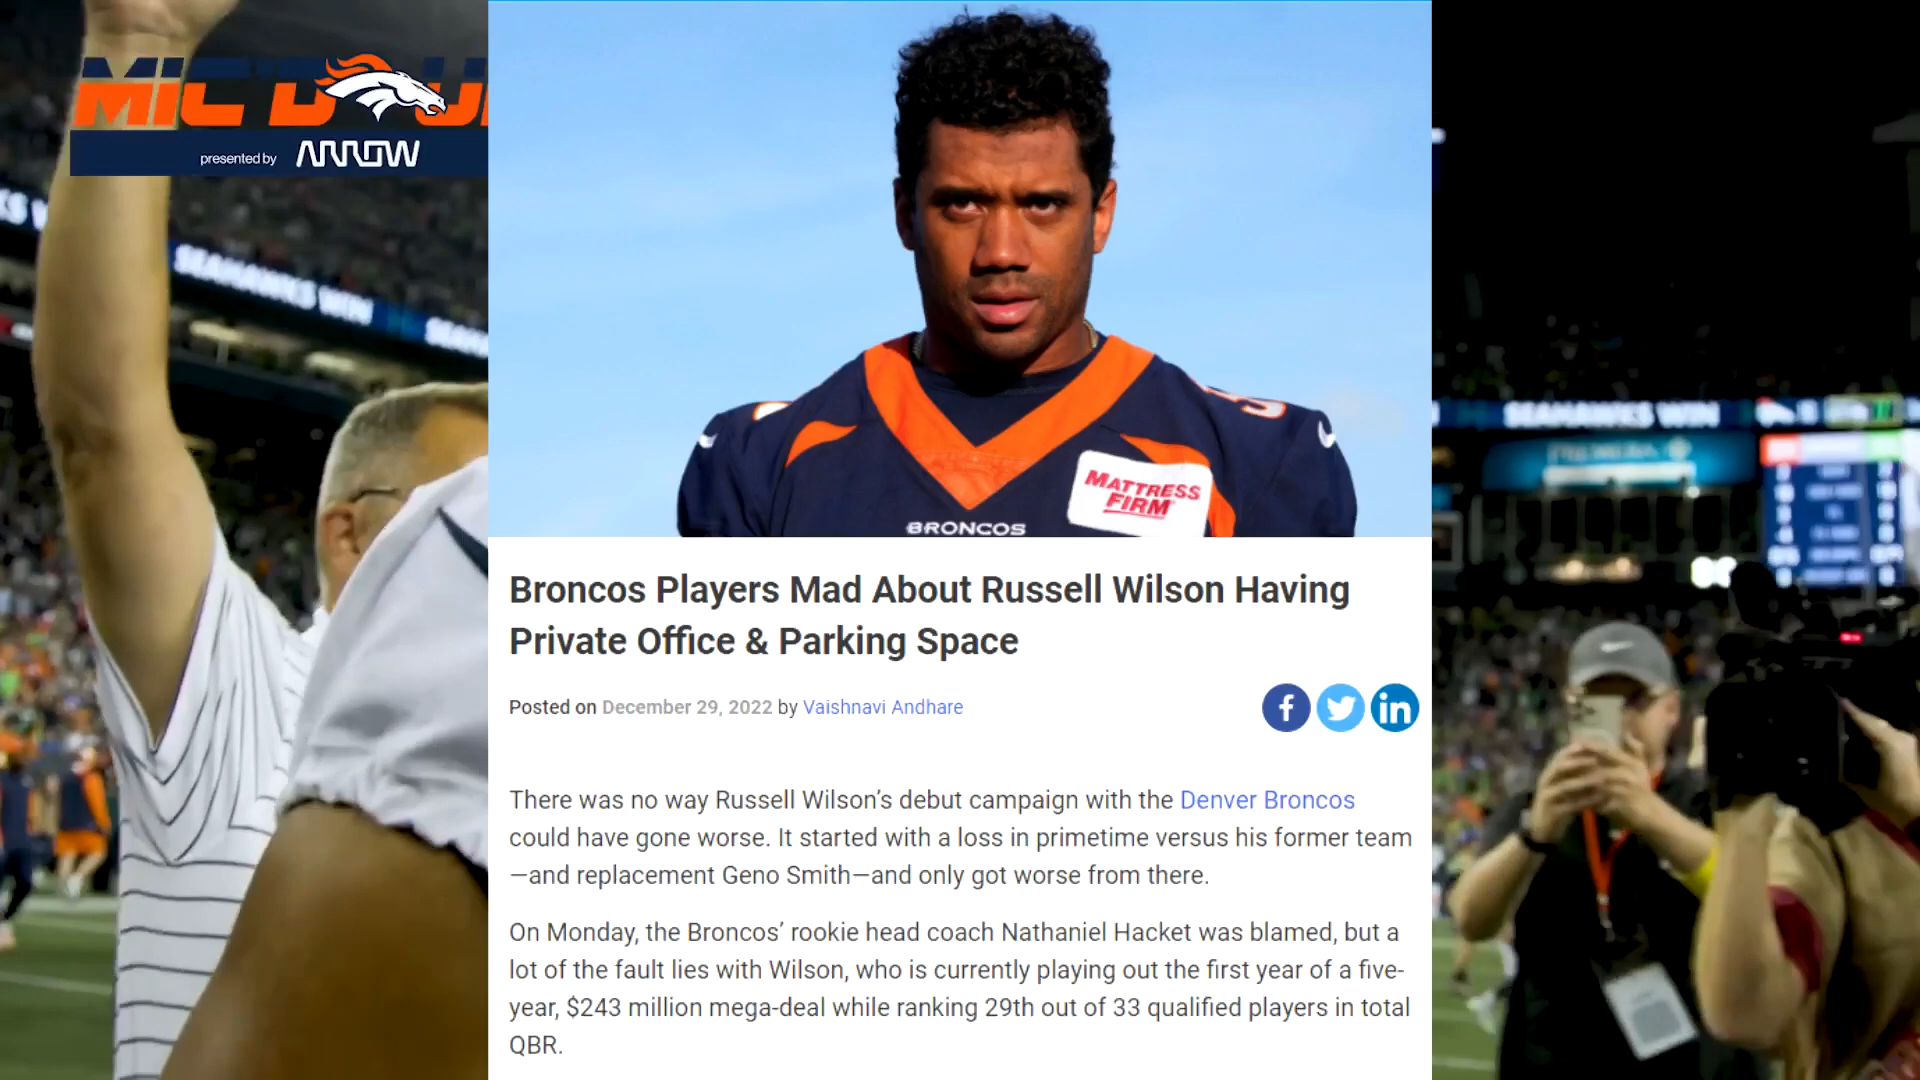 MIC'D
presented by ARROW
SEAHAWKS WIN
SEAHAWKS WIN
MATTRESS
FIRM
BRONCOS
Broncos Players Mad About Russell Wilson Having
Private Office & Parking Space
Posted on December 29, 2022 by Vaishnavi Andhare
f
in
There was no way Russell Wilson’s debut campaign with the Denver Broncos
could have gone worse. It started with a loss in primetime versus his former team
—and replacement Geno Smith—and only got worse from there.
On Monday, the Broncos’ rookie head coach Nathaniel Hacket was blamed, but a
lot of the fault lies with Wilson, who is currently playing out the first year of a five-
year, $243 million mega-deal while ranking 29th out of 33 qualified players in total
QBR.